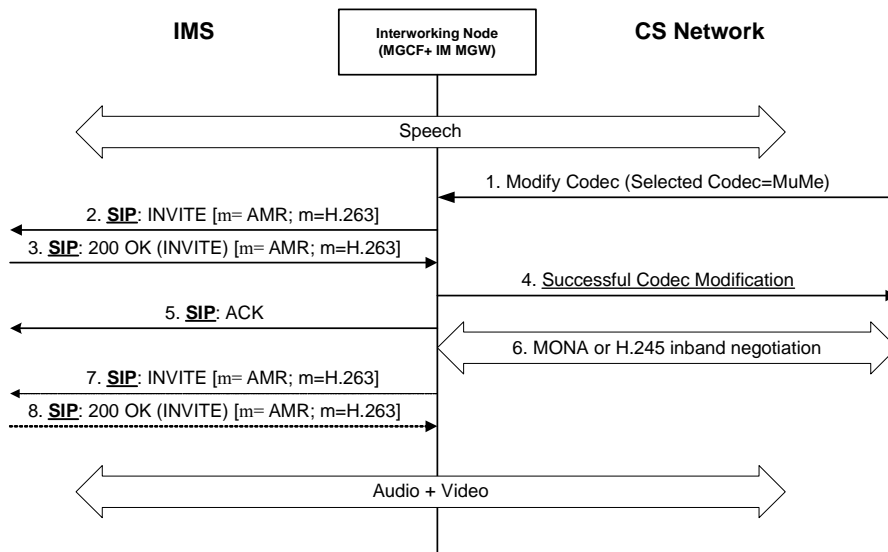 IMS
Interworking Node
(MGCF+ IM MGW)
CS Network
Speech
1. Modify Codec (Selected Codec=MuMe)
2. SIP: INVITE [m= AMR; m=H.263]
3. SIP: 200 OK (INVITE) [m= AMR; m=H.263]
4. Successful Codec Modification
5. SIP: ACK
6. MONA or H.245 inband negotiation
7. SIP: INVITE [m= AMR; m=H.263]
8. SIP: 200 OK (INVITE) [m= AMR; m=H.263]
Audio + Video